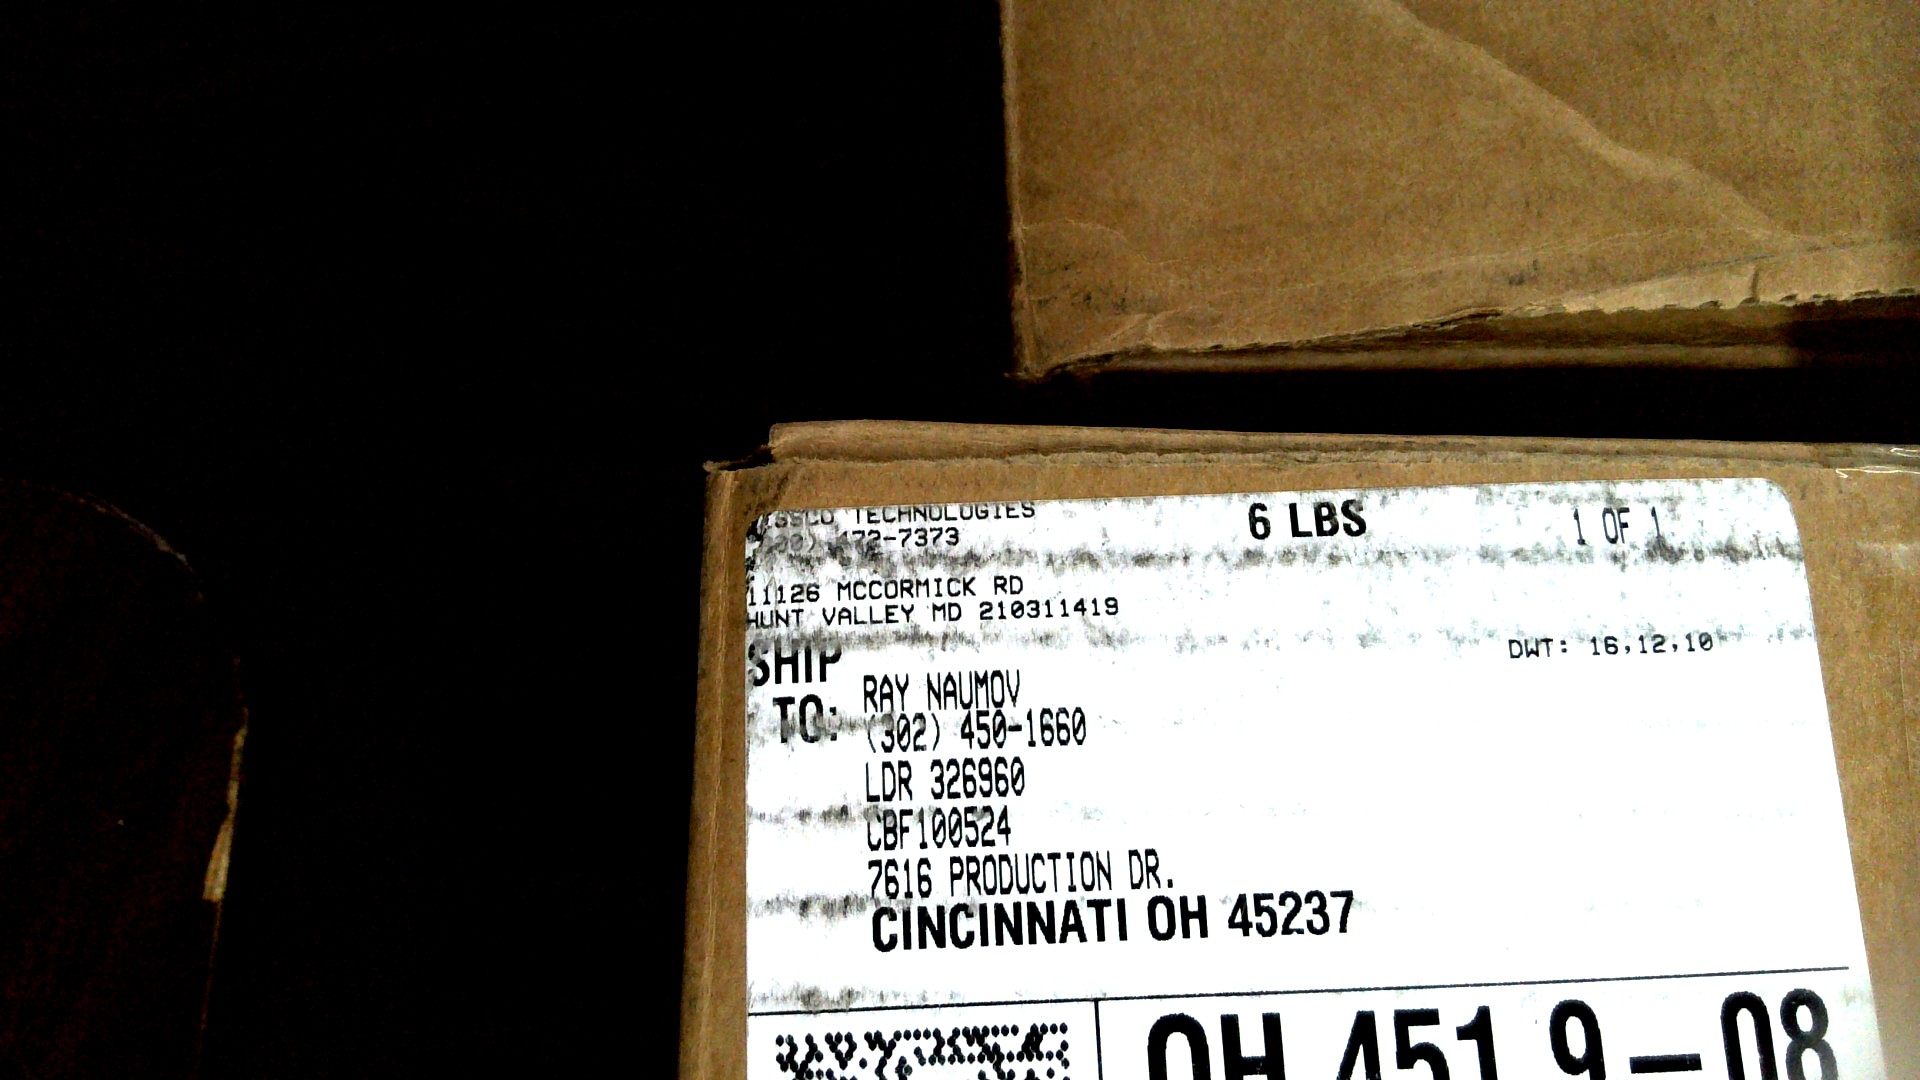 TECHNOLOGIES
6 LBS
1 OF 1
11126 MCCORMICK RD
HUNT VALLEY MD 210311419
DWT: 16,12,10
SHIP
TO:
RAY NAUMOV
(302) 450-1660
LDR 326960
CBF100524
7616 PRODUCTION DR.
CINCINNATI OH 45237
OH 451 9-08